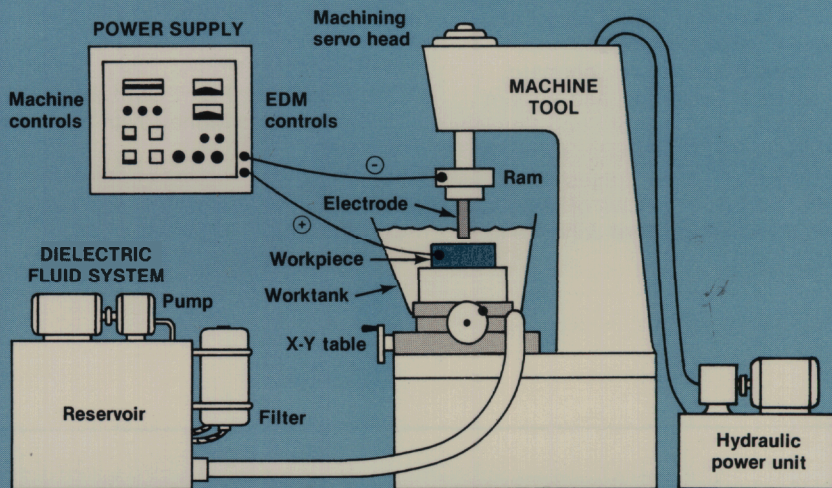 POWER SUPPLY
Machine
controls
EDM
controls
Machining
servo head
MACHINE
TOOL
Ram
Electrode
Workpiece
Worktank
X-Y table
DIELECTRIC
FLUID SYSTEM
Pump
Reservoir
Filter
Hydraulic
power unit
-
+